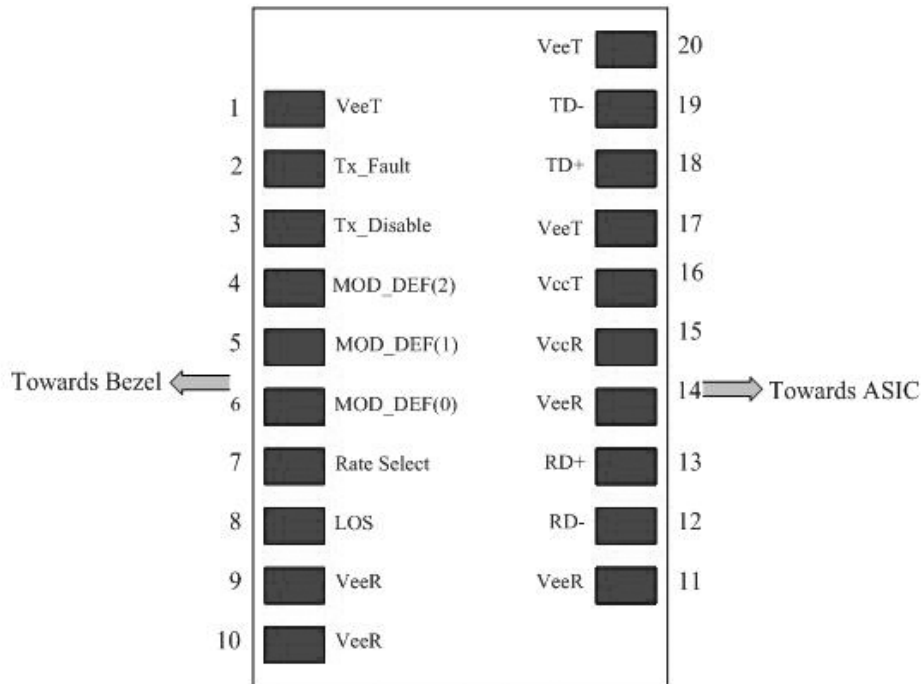 VeeT 20
1 VeeT TD- 19
2 Tx_Fault TD+ 18
3 Tx_Disable VeeT 17
4 MOD_DEF(2) VccT 16
5 MOD_DEF(1) VccR 15
Towards Bezel 6 MOD_DEF(0) VeeR 14 Towards ASIC
7 Rate Select RD+ 13
8 LOS RD- 12
9 VeeR VeeR 11
10 VeeR